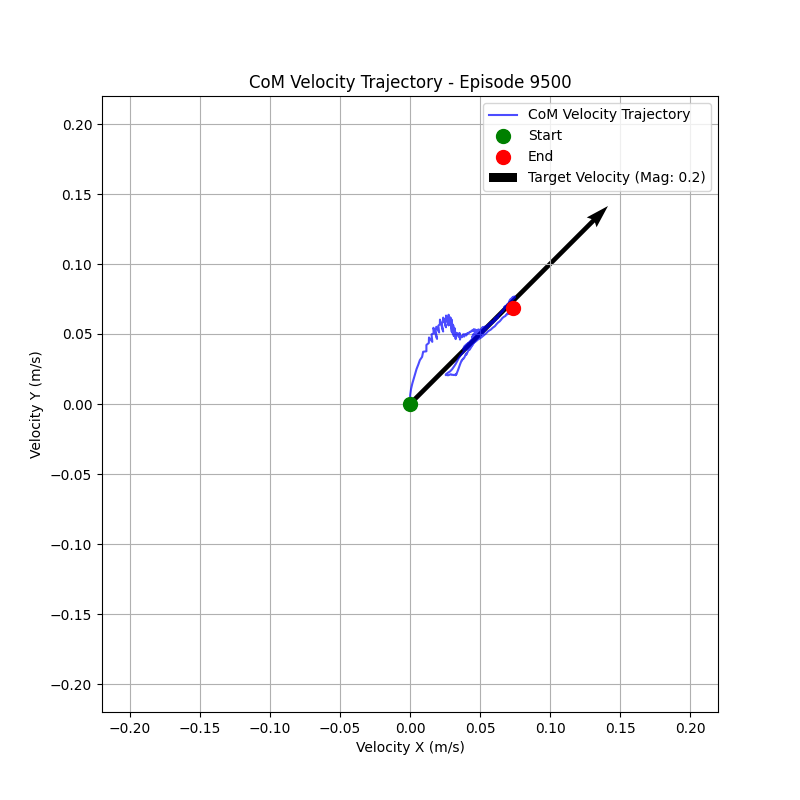 CoM Velocity Trajectory - Episode 9500
CoM Velocity Trajectory
Start
End
Target Velocity (Mag: 0.2)
0.20
0.15
0.10
0.05
0.00
−0.05
−0.10
−0.15
−0.20
Velocity Y (m/s)
−0.20 −0.15 −0.10 −0.05 0.00 0.05 0.10 0.15 0.20
Velocity X (m/s)